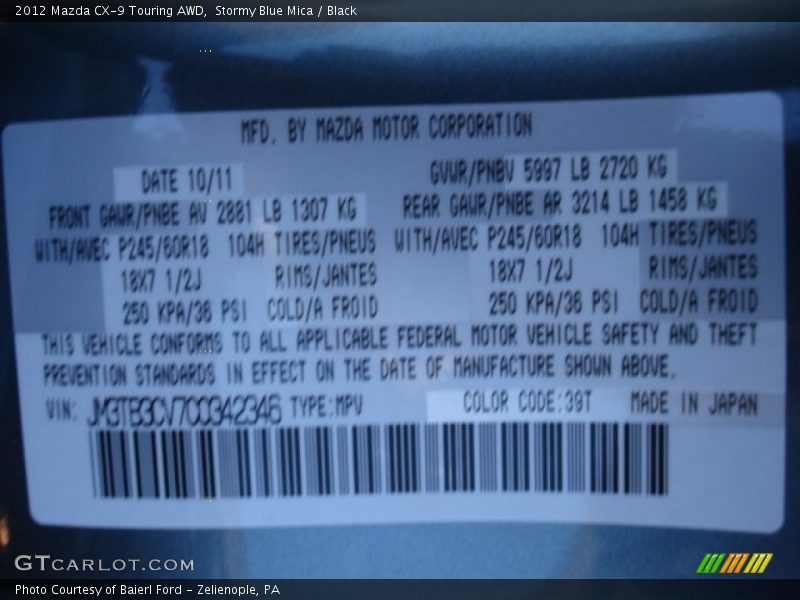 2012 Mazda CX-9 Touring AWD, Stormy Blue Mica / Black
MFD. BY MAZDA MOTOR CORPORATION
DATE 10/11
GVWR/PNBV 5997 LB 2720 KG
FRONT GAWR/PNBE AV 2881 LB 1307 KG
REAR GAWR/PNBE AR 3214 LB 1458 KG
WITH/AVEC P245/60R18 104H TIRES/PNEUS
WITH/AVEC P245/60R18 104H TIRES/PNEUS
18X7 1/2J RIMS/JANTES
18X7 1/2J RIMS/JANTES
250 KPA/36 PSI COLD/A FROID
250 KPA/36 PSI COLD/A FROID
THIS VEHICLE CONFORMS TO ALL APPLICABLE FEDERAL MOTOR VEHICLE SAFETY AND THEFT
PREVENTION STANDARDS IN EFFECT ON THE DATE OF MANUFACTURE SHOWN ABOVE.
VIN: JM3TB3CV7C0342346 TYPE:MPV
COLOR CODE:39T MADE IN JAPAN
GTCARLOT.COM
Photo Courtesy of Baierl Ford - Zelienople, PA